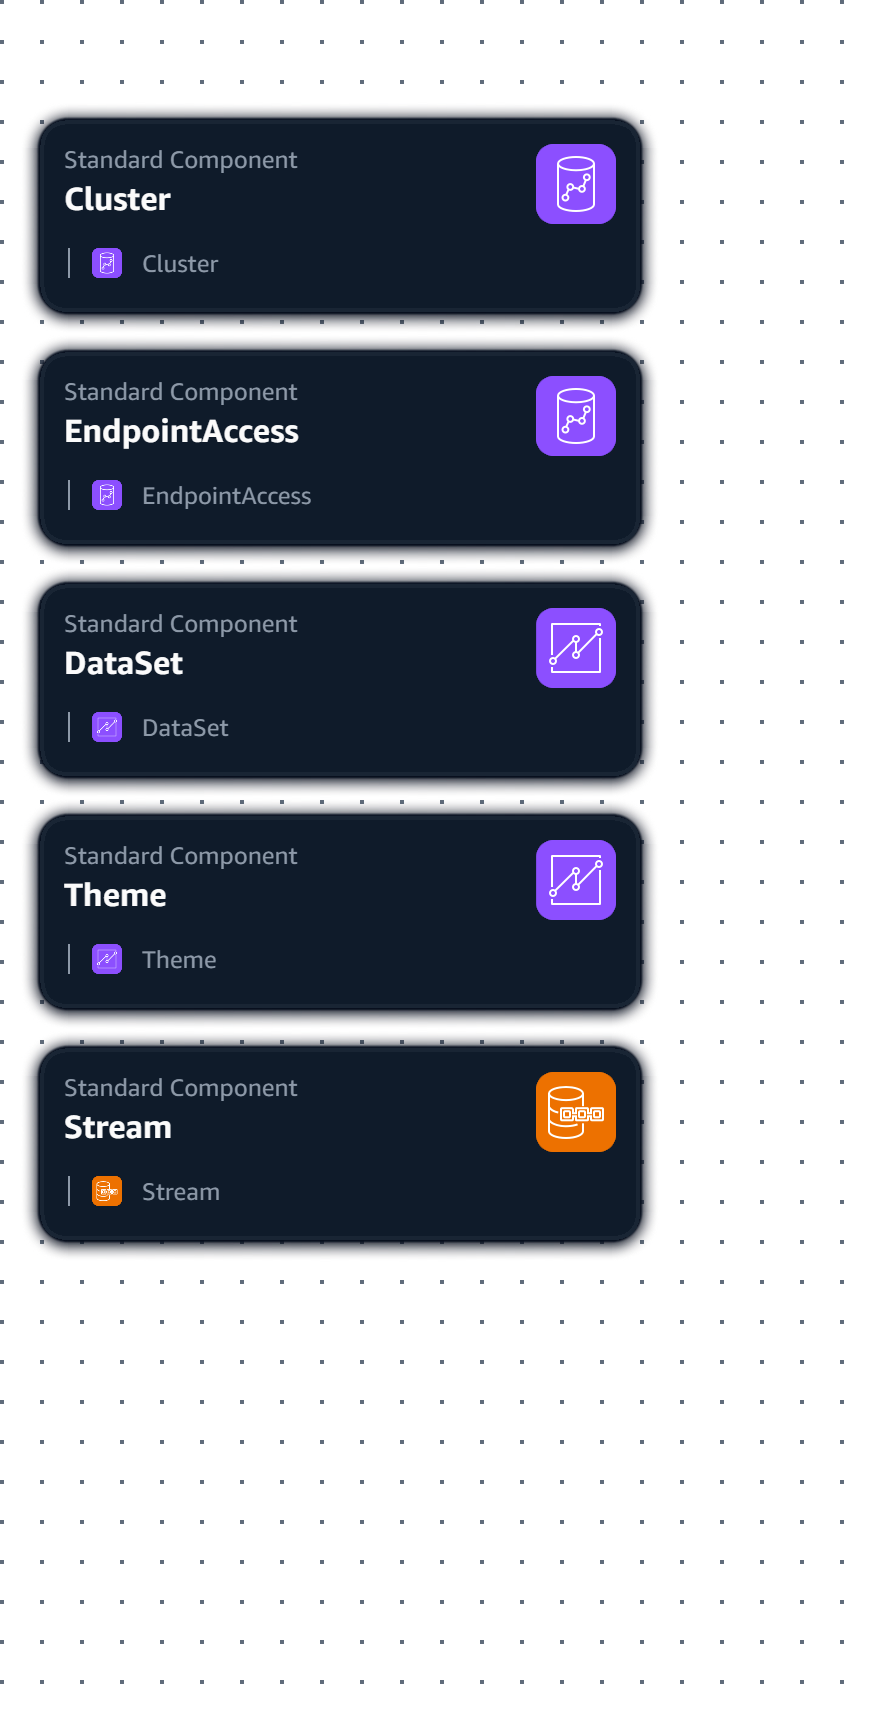 Standard Component
Cluster
Cluster
Standard Component
EndpointAccess
EndpointAccess
Standard Component
DataSet
DataSet
Standard Component
Theme
Theme
Standard Component
Stream
Stream